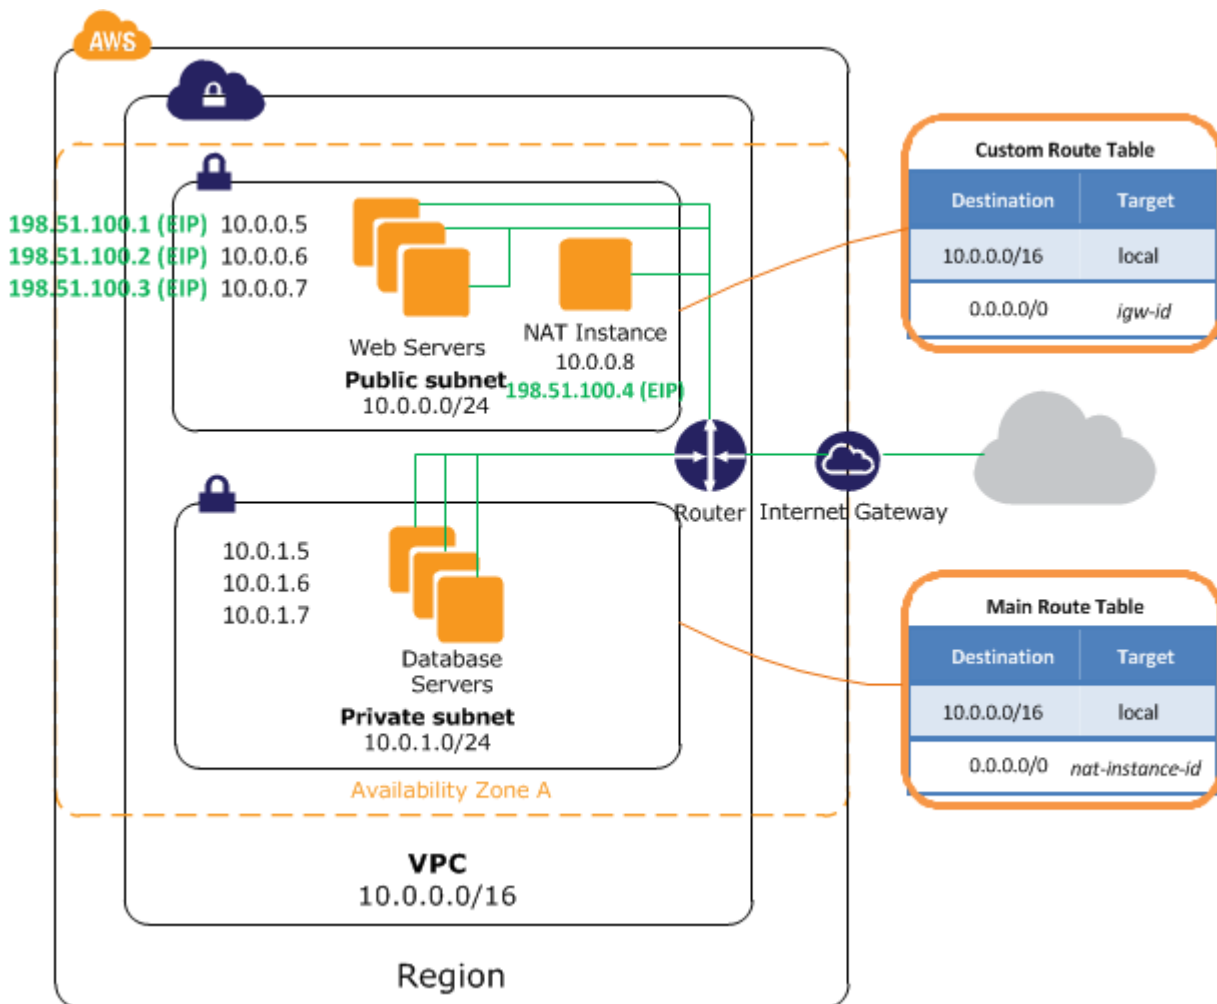 AWS
198.51.100.1 (EIP) 10.0.0.5
198.51.100.2 (EIP) 10.0.0.6
198.51.100.3 (EIP) 10.0.0.7
Web Servers
NAT Instance
10.0.0.8
198.51.100.4 (EIP)
Public subnet
10.0.0.0/24
Router
Internet Gateway
10.0.1.5
10.0.1.6
10.0.1.7
Database
Servers
Private subnet
10.0.1.0/24
Availability Zone A
VPC
10.0.0.0/16
Region
Custom Route Table
Destination Target
10.0.0.0/16 local
0.0.0.0/0 igw-id
Main Route Table
Destination Target
10.0.0.0/16 local
0.0.0.0/0 nat-instance-id